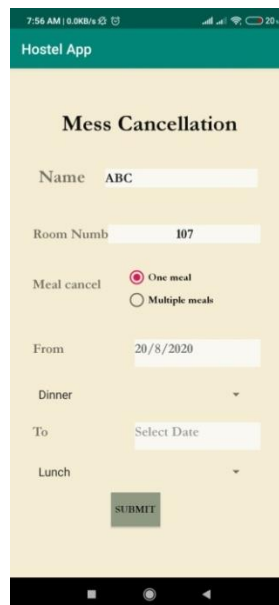 7:56 AM | 0.0KB/s
20
Hostel App
Mess Cancellation
Name ABC
Room Numb 107
Meal cancel
One meal
Multiple meals
From 20/8/2020
Dinner
To Select Date
Lunch
SUBMIT